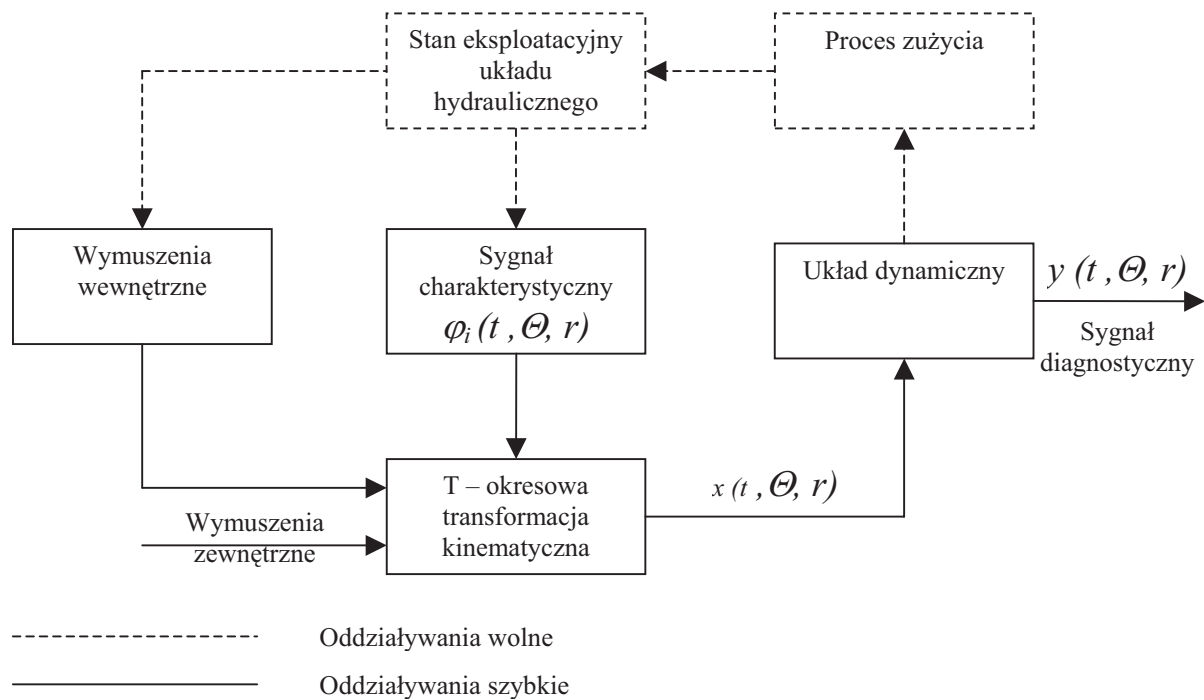 Stan eksploatacyjny
układu
hydraulicznego
Proces zużycia
Wymuszenia
wewnętrzne
Sygnał
charakterystyczny
φi (t , Θ, r)
Układ dynamiczny
y (t , Θ, r)
Sygnał
diagnostyczny
T – okresowa
transformacja
kinematyczna
x (t , Θ, r)
Wymuszenia
zewnętrzne
Oddziaływania wolne
Oddziaływania szybkie